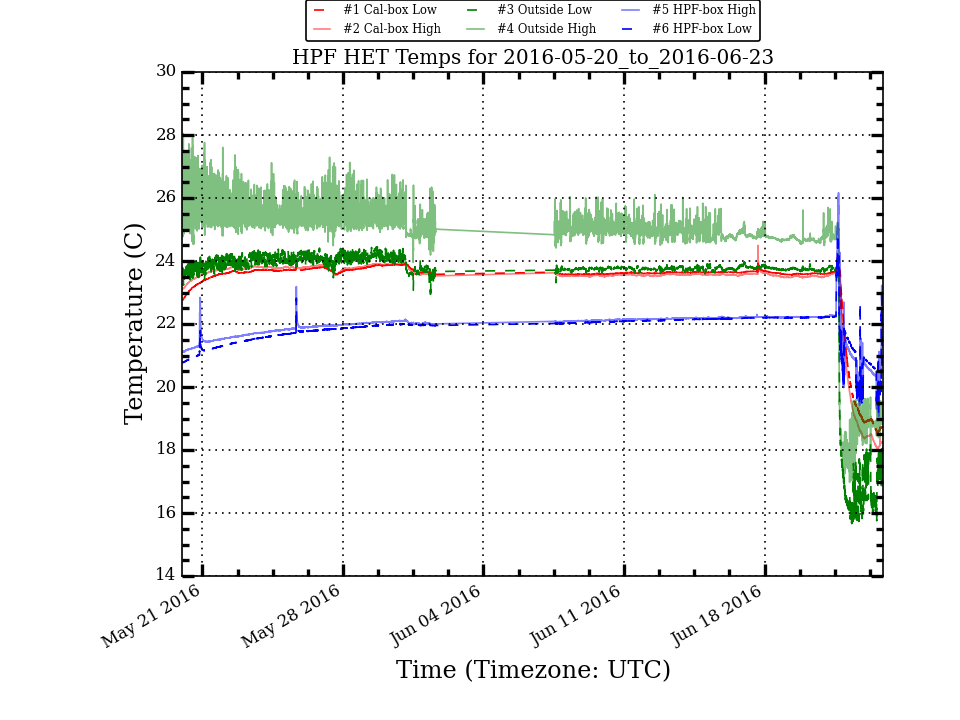 #1 Cal-box Low #3 Outside Low #5 HPF-box High
#2 Cal-box High #4 Outside High #6 HPF-box Low
HPF HET Temps for 2016-05-20_to_2016-06-23
30
28
26
24
22
20
18
16
14
Temperature (C)
May 21 2016 May 28 2016 Jun 04 2016 Jun 11 2016 Jun 18 2016
Time (Timezone: UTC)